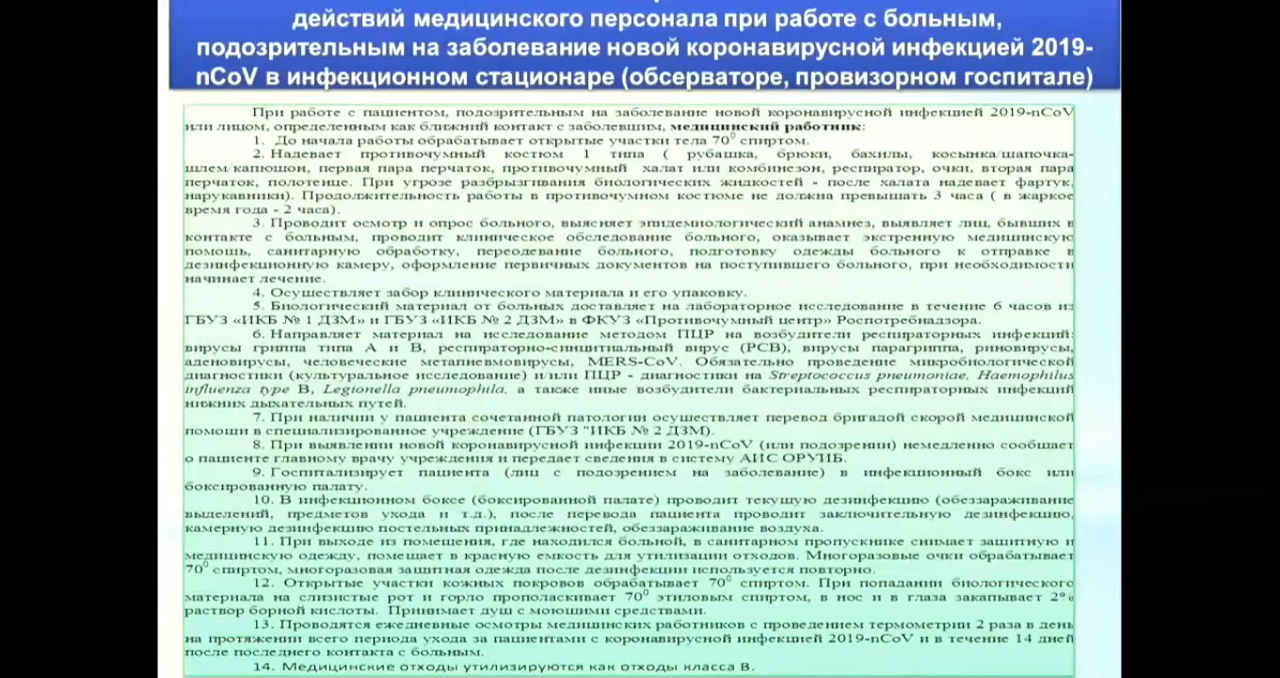 действий медицинского персонала при работе с больным,
подозрительным на заболевание новой коронавирусной инфекцией 2019-
nCoV в инфекционном стационаре (обсерваторе, провизорном госпитале)
При работе с пациентом, подозрительным на заболевание новой коронавирусной инфекцией 2019-nCoV
или лицом, определенным как ближний контакт с заболевшим, медицинский работник:
1. До начала работы обрабатывает открытые участки тела 70⁰ спиртом.
2. Надевает противочумный костюм 1 типа ( рубашка, брюки, бахилы, косынка/шапочка-
шлем/капюшон, первая пара перчаток, противочумный халат или комбинезон, респиратор, очки, вторая пара
перчаток, полотенце. При угрозе разбрызгивания биологических жидкостей - после халата надевает фартук,
нарукавники). Продолжительность работы в противочумном костюме не должна превышать 3 часа ( в жаркое
время года - 2 часа).
3. Проводит осмотр и опрос больного, выясняет эпидемиологический анамнез, выявляет лиц, бывших в
контакте с больным, проводит клиническое обследование больного, оказывает экстренную медицинскую
помощь, санитарную обработку, переодевание больного, подготовку одежды больного к отправке в
дезинфекционную камеру, оформление первичных документов на поступившего больного, при необходимости
начинает лечение.
4. Осуществляет забор клинического материала и его упаковку.
5. Биологический материал от больных доставляет на лабораторное исследование в течение 6 часов из
ГБУЗ «ИКБ № 1 ДЗМ» и ГБУЗ «ИКБ № 2 ДЗМ» в ФКУЗ «Противочумный центр» Роспотребнадзора.
6. Направляет материал на исследование методом ПЦР на возбудители респираторных инфекций:
вирусы гриппа типа А и В, респираторно-синцитиальный вирус (РСВ), вирусы парагриппа, риновирусы,
аденовирусы, человеческие метапневмовирусы, MERS-CoV. Обязательно проведение микробиологической
диагностики (культуральное исследование) и/или ПЦР - диагностики на Streptococcus pneumoniae, Haemophilus
influenza type B, Legionella pneumophila, а также иные возбудители бактериальных респираторных инфекций
нижних дыхательных путей.
7. При наличии у пациента сочетанной патологии осуществляет перевод бригадой скорой медицинской
помощи в специализированное учреждение (ГБУЗ "ИКБ № 2 ДЗМ).
8. При выявлении новой коронавирусной инфекции 2019-nCoV (или подозрении) немедленно сообщает
о пациенте главному врачу учреждения и передает сведения в систему АИС ОРУИБ.
9. Госпитализирует пациента (лиц с подозрением на заболевание) в инфекционный бокс или
боксированную палату.
10. В инфекционном боксе (боксированной палате) проводит текущую дезинфекцию (обеззараживание
выделений, предметов ухода и т.д.), после перевода пациента проводит заключительную дезинфекцию,
камерную дезинфекцию постельных принадлежностей, обеззараживание воздуха.
11. При выходе из помещения, где находился больной, в санитарном пропускнике снимает защитную и
медицинскую одежду, помещает в красную емкость для утилизации отходов. Многоразовые очки обрабатывает
70⁰ спиртом, многоразовая защитная одежда после дезинфекции используется повторно.
12. Открытые участки кожных покровов обрабатывает 70⁰ спиртом. При попадании биологического
материала на слизистые рот и горло прополаскивает 70⁰ этиловым спиртом, в нос и в глаза закапывает 2%
раствор борной кислоты. Принимает душ с моющими средствами.
13. Проводятся ежедневные осмотры медицинских работников с проведением термометрии 2 раза в день
на протяжении всего периода ухода за пациентами с коронавирусной инфекцией 2019-nCoV и в течение 14 дней
после последнего контакта с больным.
14. Медицинские отходы утилизируются как отходы класса В.